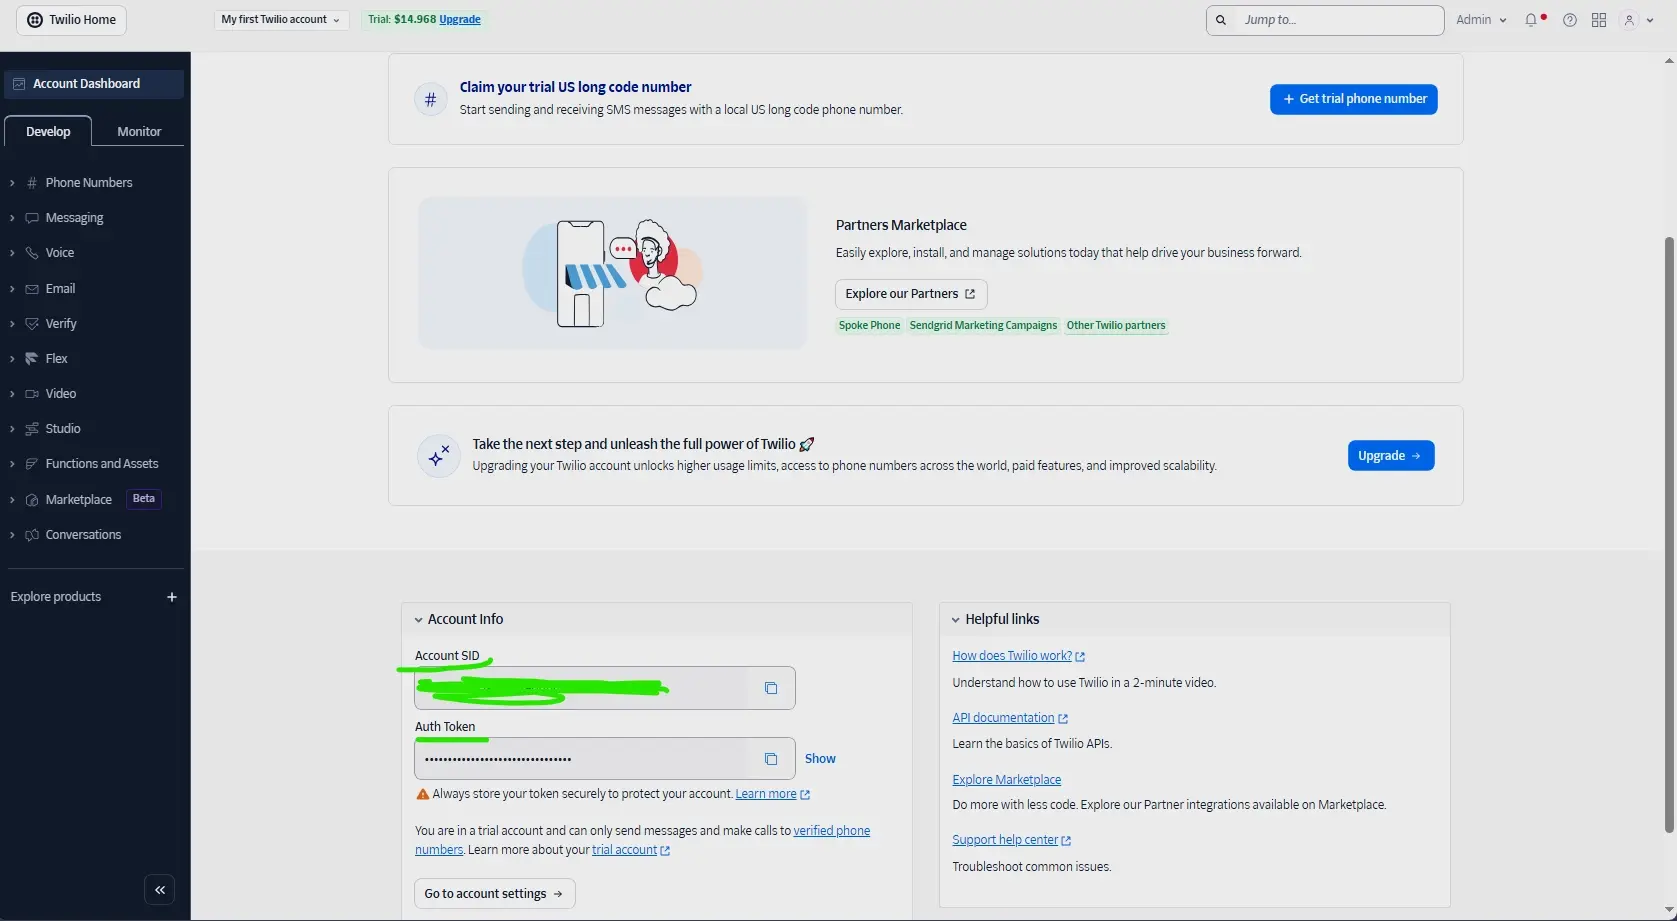 Twilio Home
My first Twilio account
Trial: $14.968 Upgrade
Jump to...
Admin
Account Dashboard
Develop
Monitor
Phone Numbers
Messaging
Voice
Email
Verify
Flex
Video
Studio
Functions and Assets
Marketplace Beta
Conversations
Explore products +
Claim your trial US long code number
Start sending and receiving SMS messages with a local US long code phone number.
+ Get trial phone number
Partners Marketplace
Easily explore, install, and manage solutions today that help drive your business forward.
Explore our Partners
Spoke Phone Sendgrid Marketing Campaigns Other Twilio partners
Take the next step and unleash the full power of Twilio 🚀
Upgrading your Twilio account unlocks higher usage limits, access to phone numbers across the world, paid features, and improved scalability.
Upgrade →
Account Info
Account SID
Auth Token
••••••••••••••••••••••••••••••••
Show
Always store your token securely to protect your account. Learn more
You are in a trial account and can only send messages and make calls to verified phone
numbers. Learn more about your trial account
Go to account settings →
Helpful links
How does Twilio work?
Understand how to use Twilio in a 2-minute video.
API documentation
Learn the basics of Twilio APIs.
Explore Marketplace
Do more with less code. Explore our Partner integrations available on Marketplace.
Support help center
Troubleshoot common issues.